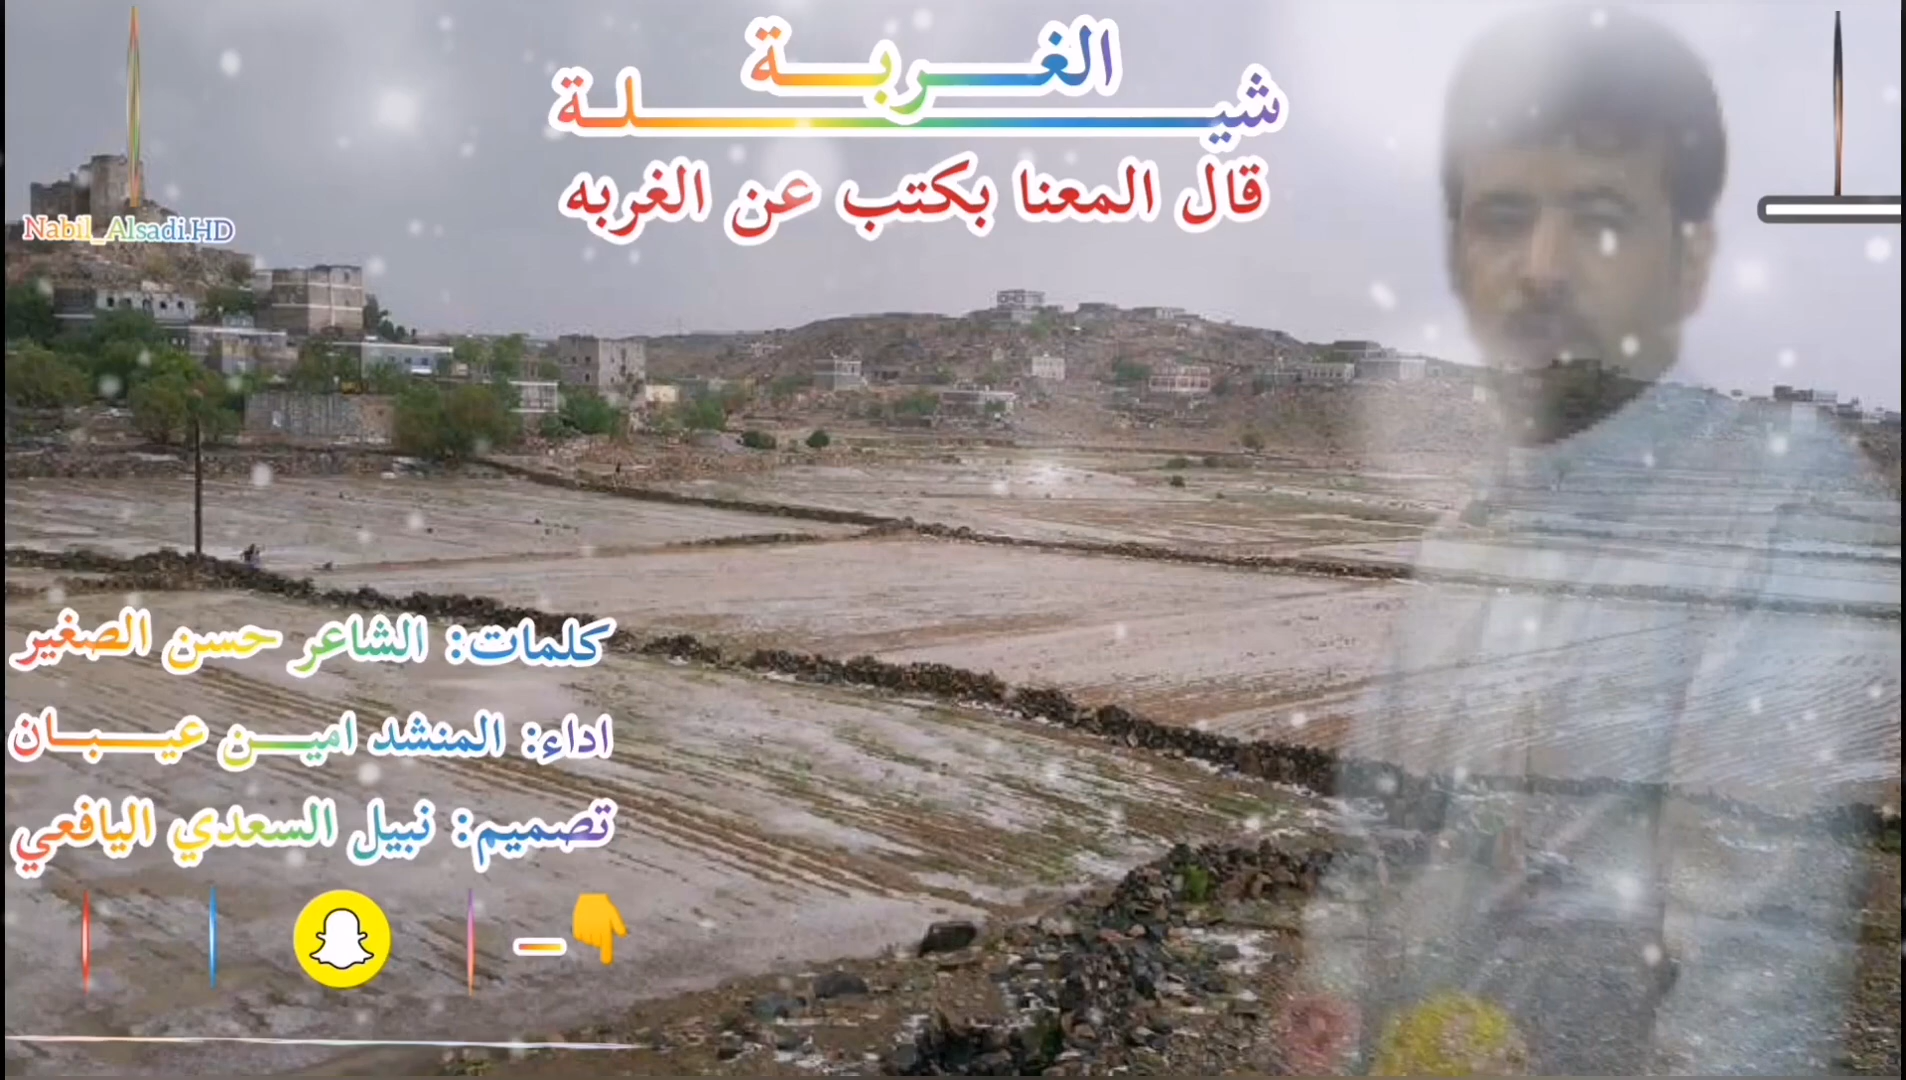 الغربة
شيلة
قال المعنا بكتب عن الغربه
Nabil_Alsadi.HD
كلمات: الشاعر حسن الصغير
اداء: المنشد امين عيبان
تصميم: نبيل السعدي اليافعي